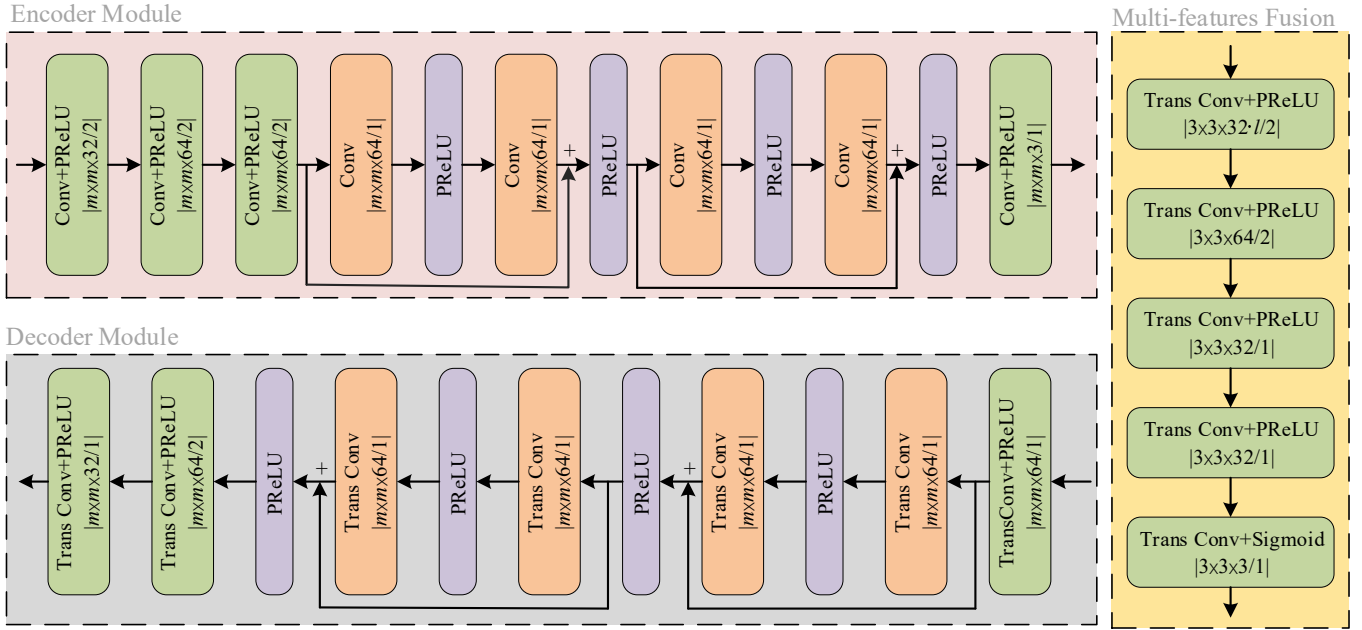 Encoder Module
Conv+PReLU
|m×m×32/2|
Conv+PReLU
|m×m×64/2|
Conv+PReLU
|m×m×64/2|
Conv
|m×m×64/1|
PReLU
Conv
|m×m×64/1|
+
PReLU
Conv
|m×m×64/1|
PReLU
Conv
|m×m×64/1|
+
PReLU
Conv+PReLU
|m×m×3/1|
Decoder Module
Trans Conv+PReLU
|m×m×32/1|
Trans Conv+PReLU
|m×m×64/2|
PReLU
+
Trans Conv
|m×m×64/1|
PReLU
Trans Conv
|m×m×64/1|
PReLU
+
Trans Conv
|m×m×64/1|
PReLU
Trans Conv
|m×m×64/1|
TransConv+PReLU
|m×m×64/1|
Multi-features Fusion
Trans Conv+PReLU
|3×3×32·l/2|
Trans Conv+PReLU
|3×3×64/2|
Trans Conv+PReLU
|3×3×32/1|
Trans Conv+PReLU
|3×3×32/1|
Trans Conv+Sigmoid
|3×3×3/1|